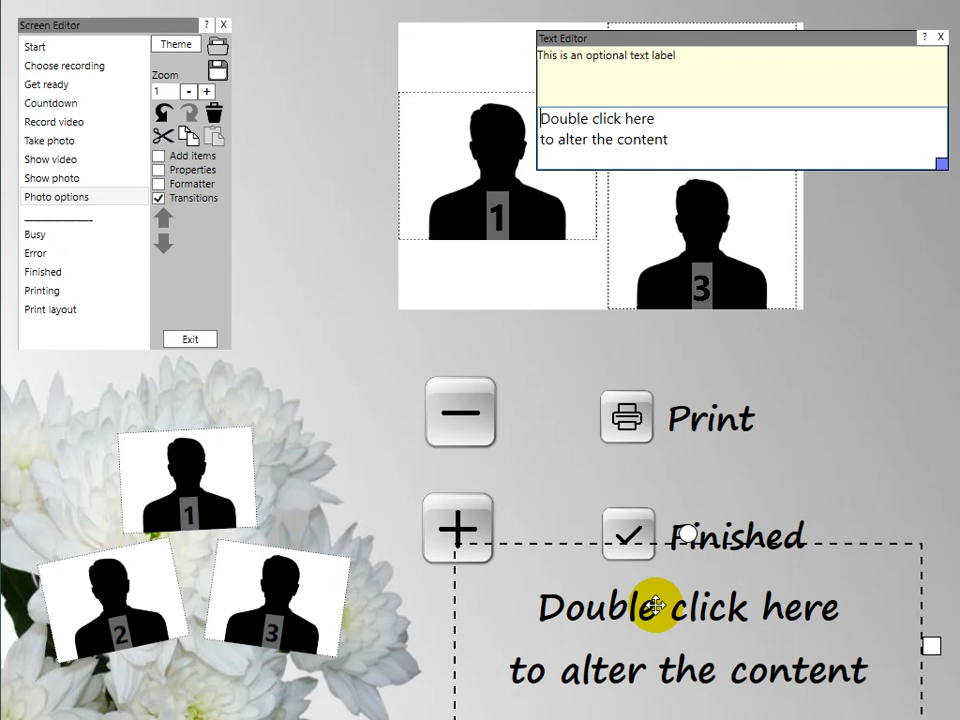 Screen Editor
? X
Start
Choose recording
Get ready
Countdown
Record video
Take photo
Show video
Show photo
Photo options
Busy
Error
Finished
Printing
Print layout
Theme
Zoom
1 - +
Add items
Properties
Formatter
Transitions
Exit
Text Editor
? X
This is an optional text label
Double click here
to alter the content
1
3
Print
Finished
Double click here
to alter the content
1
2
3